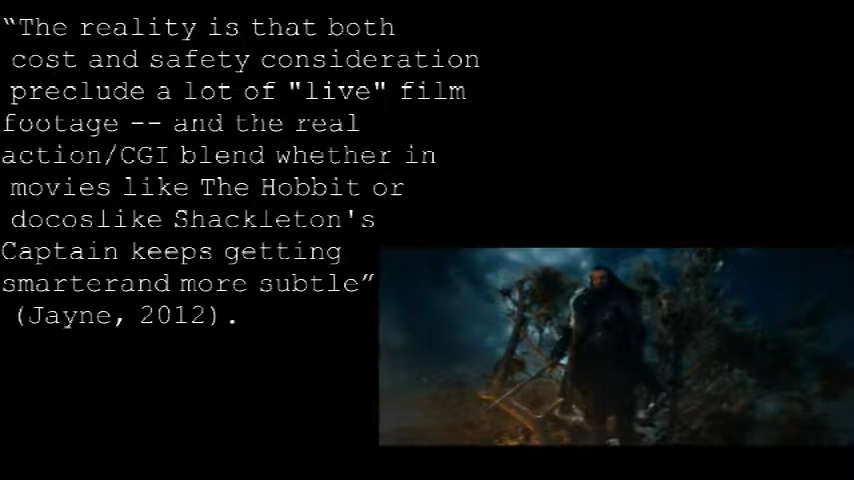 “The reality is that both
cost and safety consideration
preclude a lot of "live" film
footage -- and the real
action/CGI blend whether in
movies like The Hobbit or
docoslike Shackleton's
Captain keeps getting
smarterand more subtle”
(Jayne, 2012).